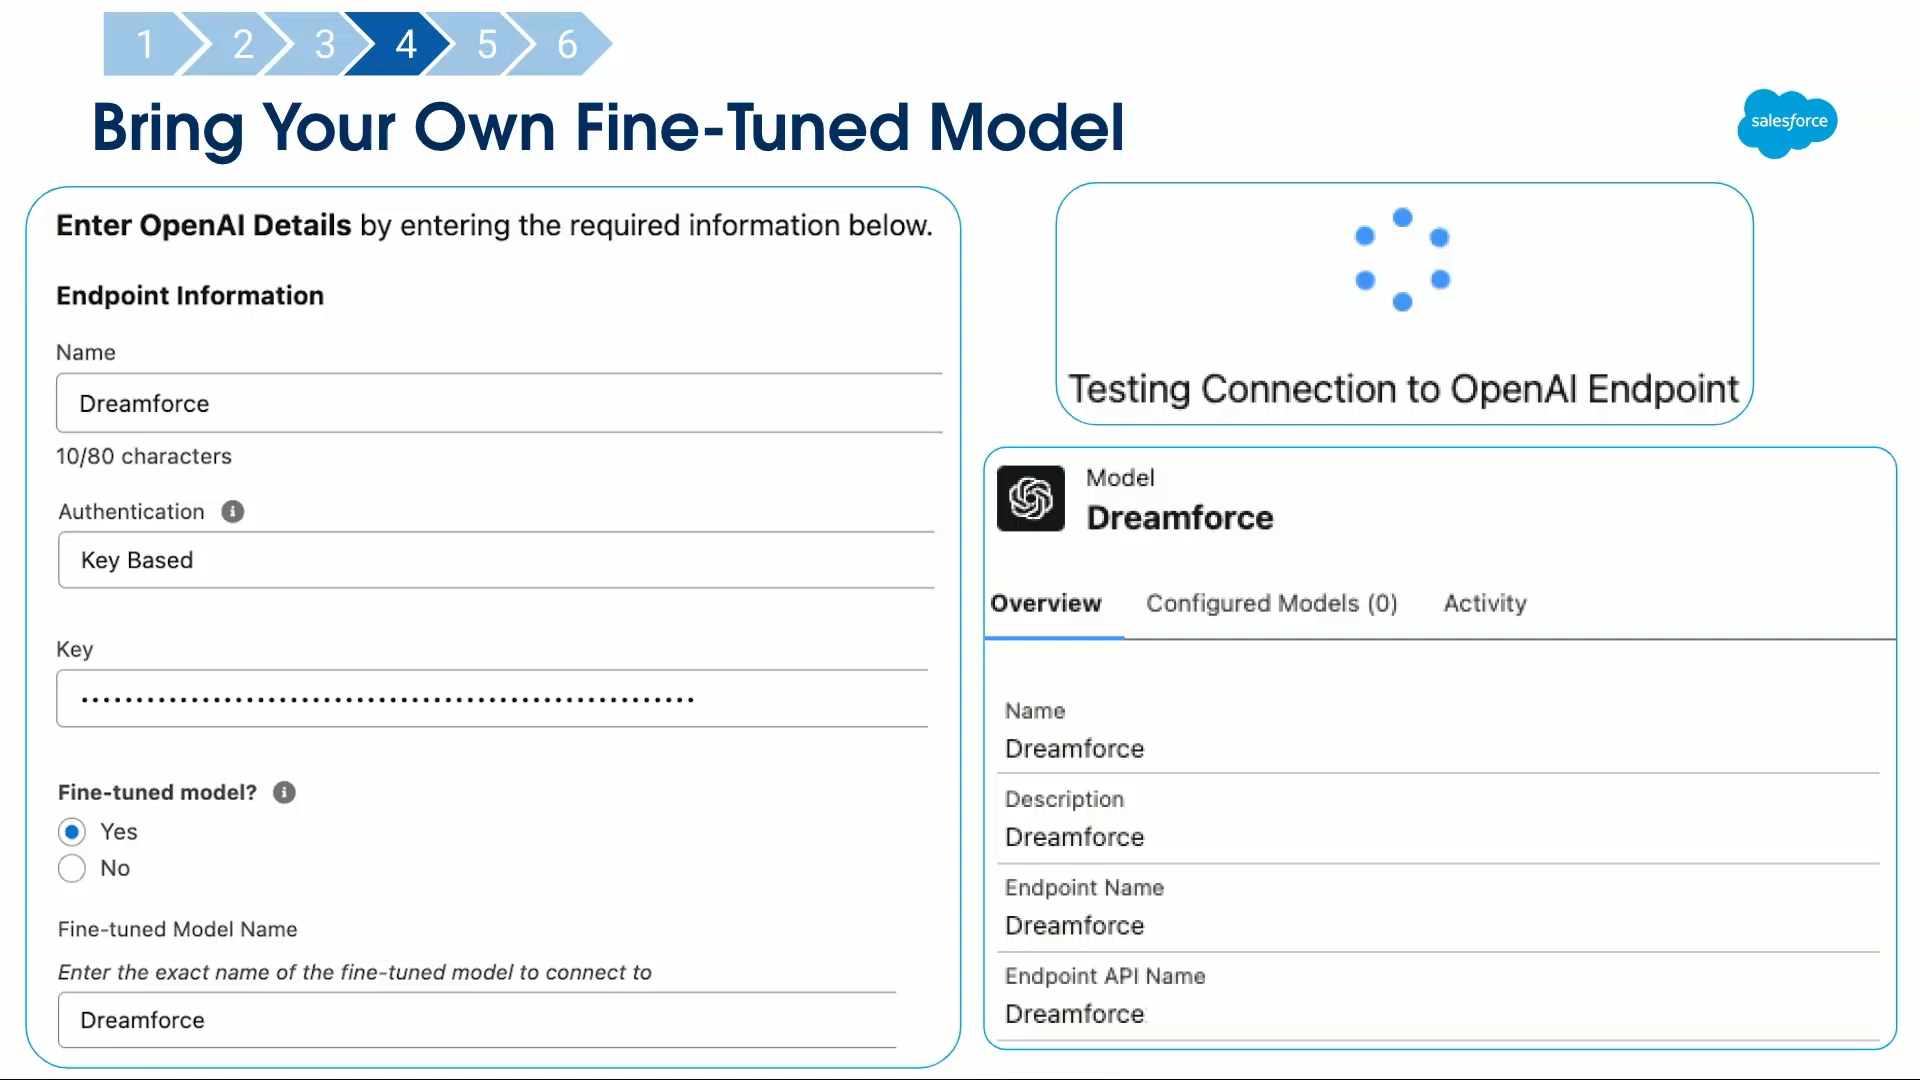 1 2 3 4 5 6
Bring Your Own Fine-Tuned Model
salesforce
Enter OpenAI Details by entering the required information below.
Endpoint Information
Name
Dreamforce
10/80 characters
Authentication
Key Based
Key
Fine-tuned model?
Yes
No
Fine-tuned Model Name
Enter the exact name of the fine-tuned model to connect to
Dreamforce
Testing Connection to OpenAI Endpoint
Model
Dreamforce
Overview Configured Models (0) Activity
Name
Dreamforce
Description
Dreamforce
Endpoint Name
Dreamforce
Endpoint API Name
Dreamforce